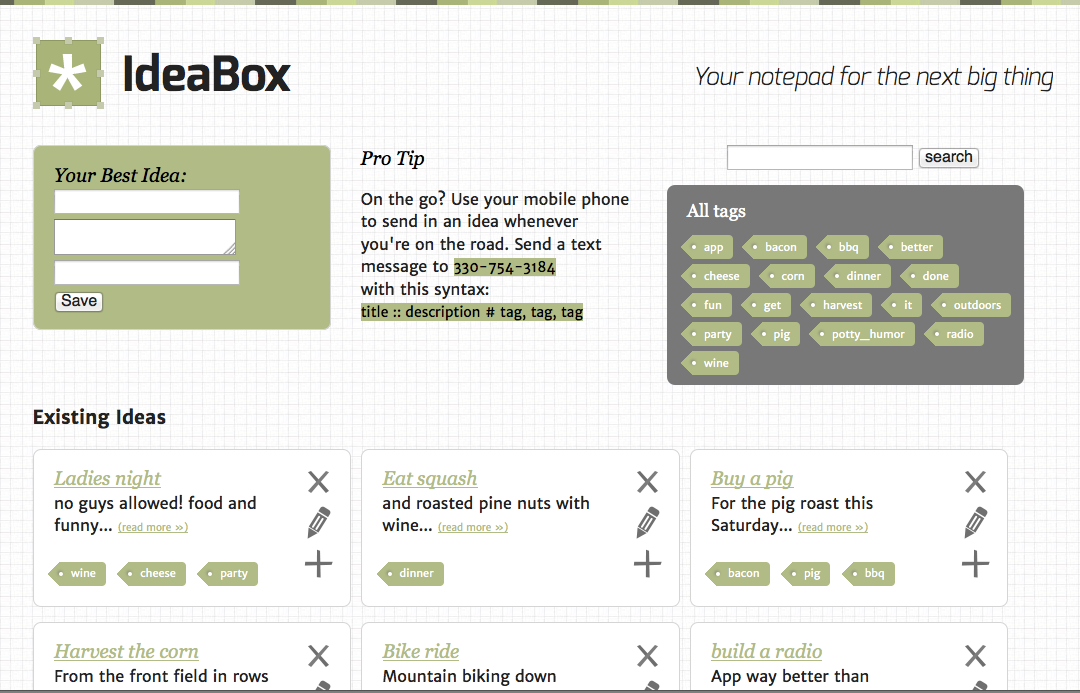 * IdeaBox
Your notepad for the next big thing
Your Best Idea:
Save
Pro Tip
On the go? Use your mobile phone
to send in an idea whenever
you're on the road. Send a text
message to 330-754-3184
with this syntax:
title :: description # tag, tag, tag
search
All tags
app bacon bbq better
cheese corn dinner done
fun get harvest it outdoors
party pig potty_humor radio
wine
Existing Ideas
Ladies night
no guys allowed! food and
funny... (read more »)
wine cheese party
Eat squash
and roasted pine nuts with
wine... (read more »)
dinner
Buy a pig
For the pig roast this
Saturday... (read more »)
bacon pig bbq
Harvest the corn
From the front field in rows
Bike ride
Mountain biking down
build a radio
App way better than